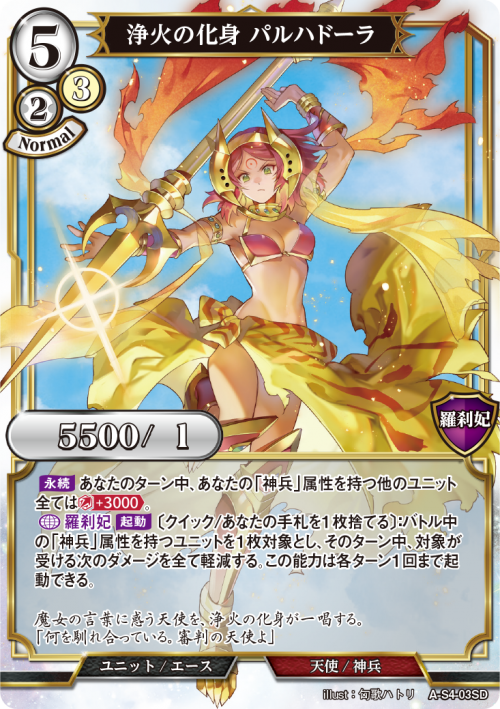 5
浄火の化身 パルハドーラ
2
3
Normal
5500/ 1
羅刹妃
永続 あなたのターン中、あなたの「神兵」属性を持つ他のユニット
全ては+3000。
羅刹妃 起動 〔クイック/あなたの手札を1枚捨てる〕:バトル中
の「神兵」属性を持つユニットを1枚対象とし、そのターン中、対象が
受ける次のダメージを全て軽減する。この能力は各ターン1回まで起
動できる。
魔女の言葉に惑う天使を、浄火の化身が一喝する。
「何を馴れ合っている。審判の天使よ」
ユニット/エース
天使/神兵
illust:匈歌ハトリ A-S4-03SD